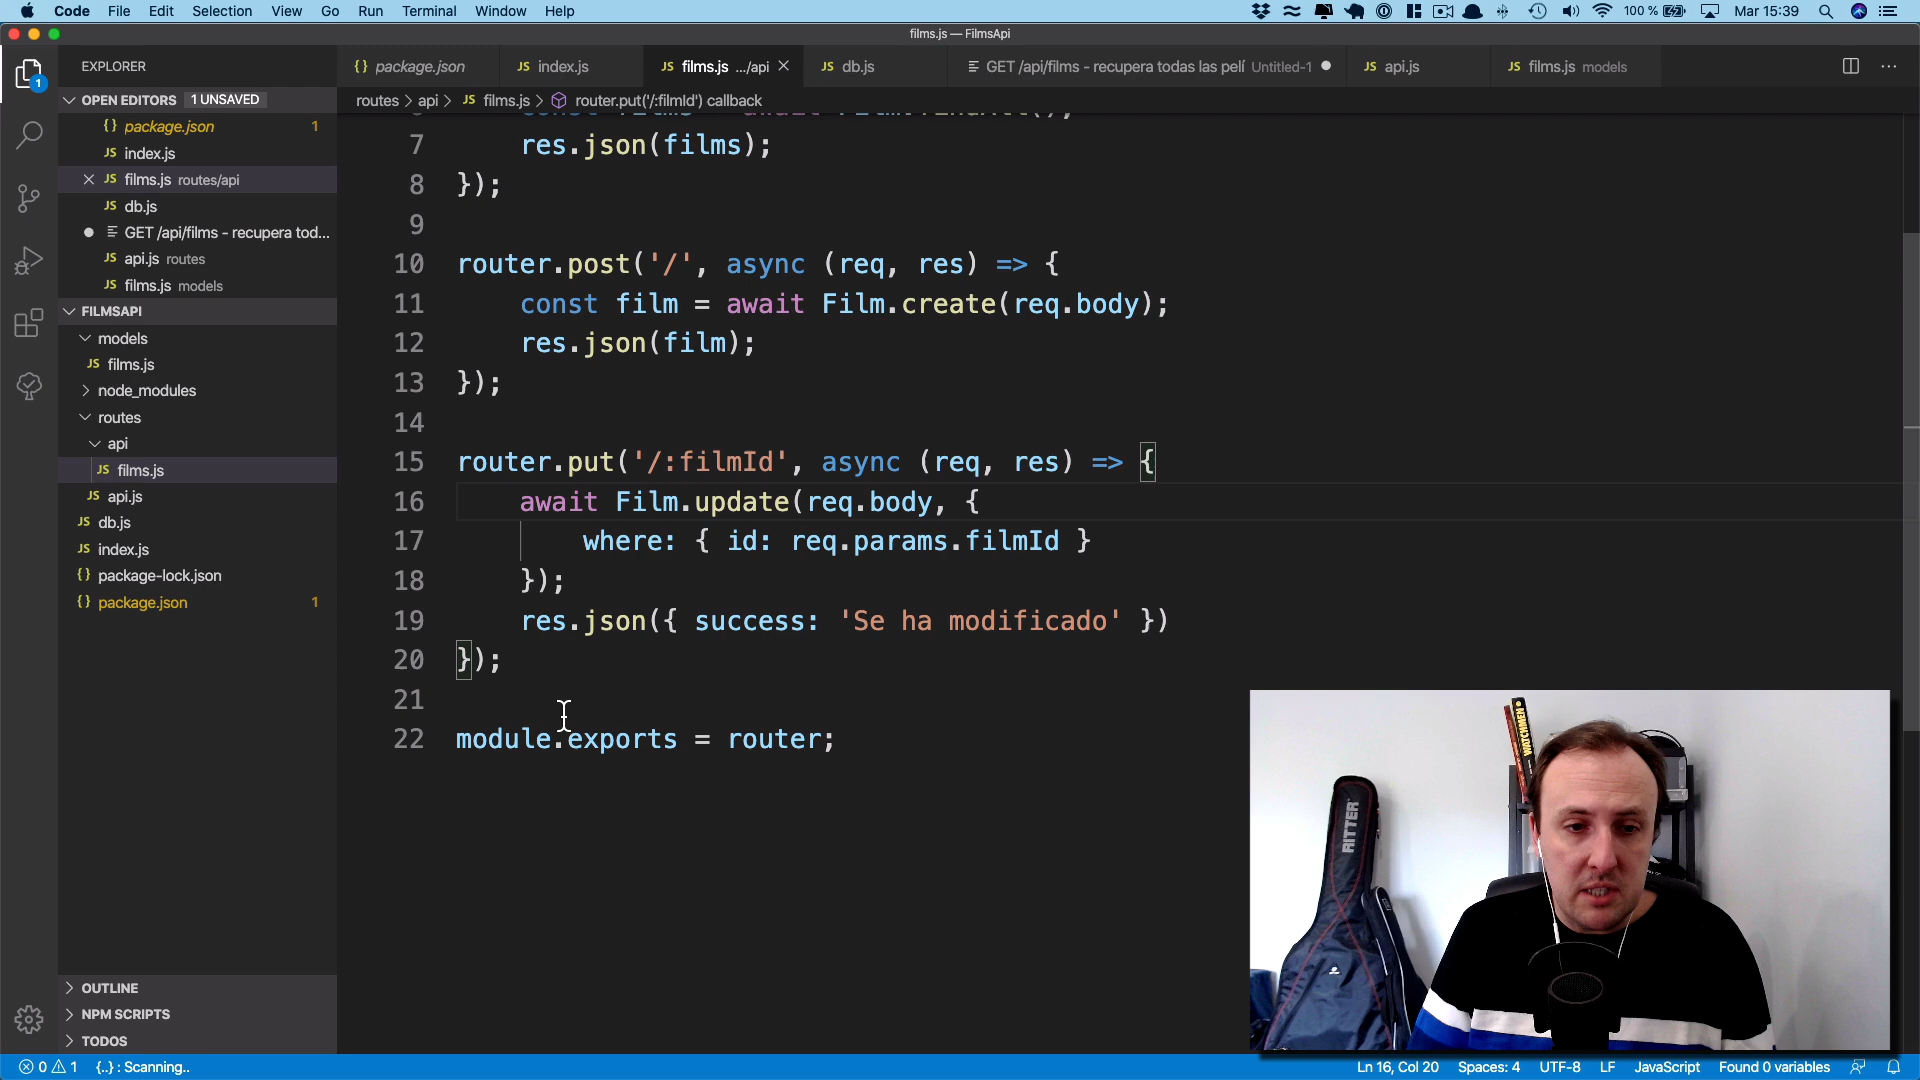 Code File Edit Selection View Go Run Terminal Window Help 100 % Mar 15:39
films.js — FilmsApi
EXPLORER
package.json index.js films.js .../api db.js GET /api/films - recupera todas las pelí Untitled-1 api.js films.js models
OPEN EDITORS 1 UNSAVED
routes > api > JS films.js > router.put('/:filmId') callback
{} package.json 1
JS index.js
JS films.js routes/api
JS db.js
GET /api/films - recupera tod...
JS api.js routes
JS films.js models
FILMSAPI
models
JS films.js
node_modules
routes
api
JS films.js
JS api.js
JS db.js
JS index.js
{} package-lock.json
{} package.json 1
OUTLINE
NPM SCRIPTS
TODOS
7 res.json(films);
8 });
9
10 router.post('/', async (req, res) => {
11 const film = await Film.create(req.body);
12 res.json(film);
13 });
14
15 router.put('/:filmId', async (req, res) => {
16 await Film.update(req.body, {
17 where: { id: req.params.filmId }
18 });
19 res.json({ success: 'Se ha modificado' })
20 });
21
22 module.exports = router;
WATCHMEN
RITTER
0 1 {..} : Scanning.. Ln 16, Col 20 Spaces: 4 UTF-8 LF JavaScript Found 0 variables